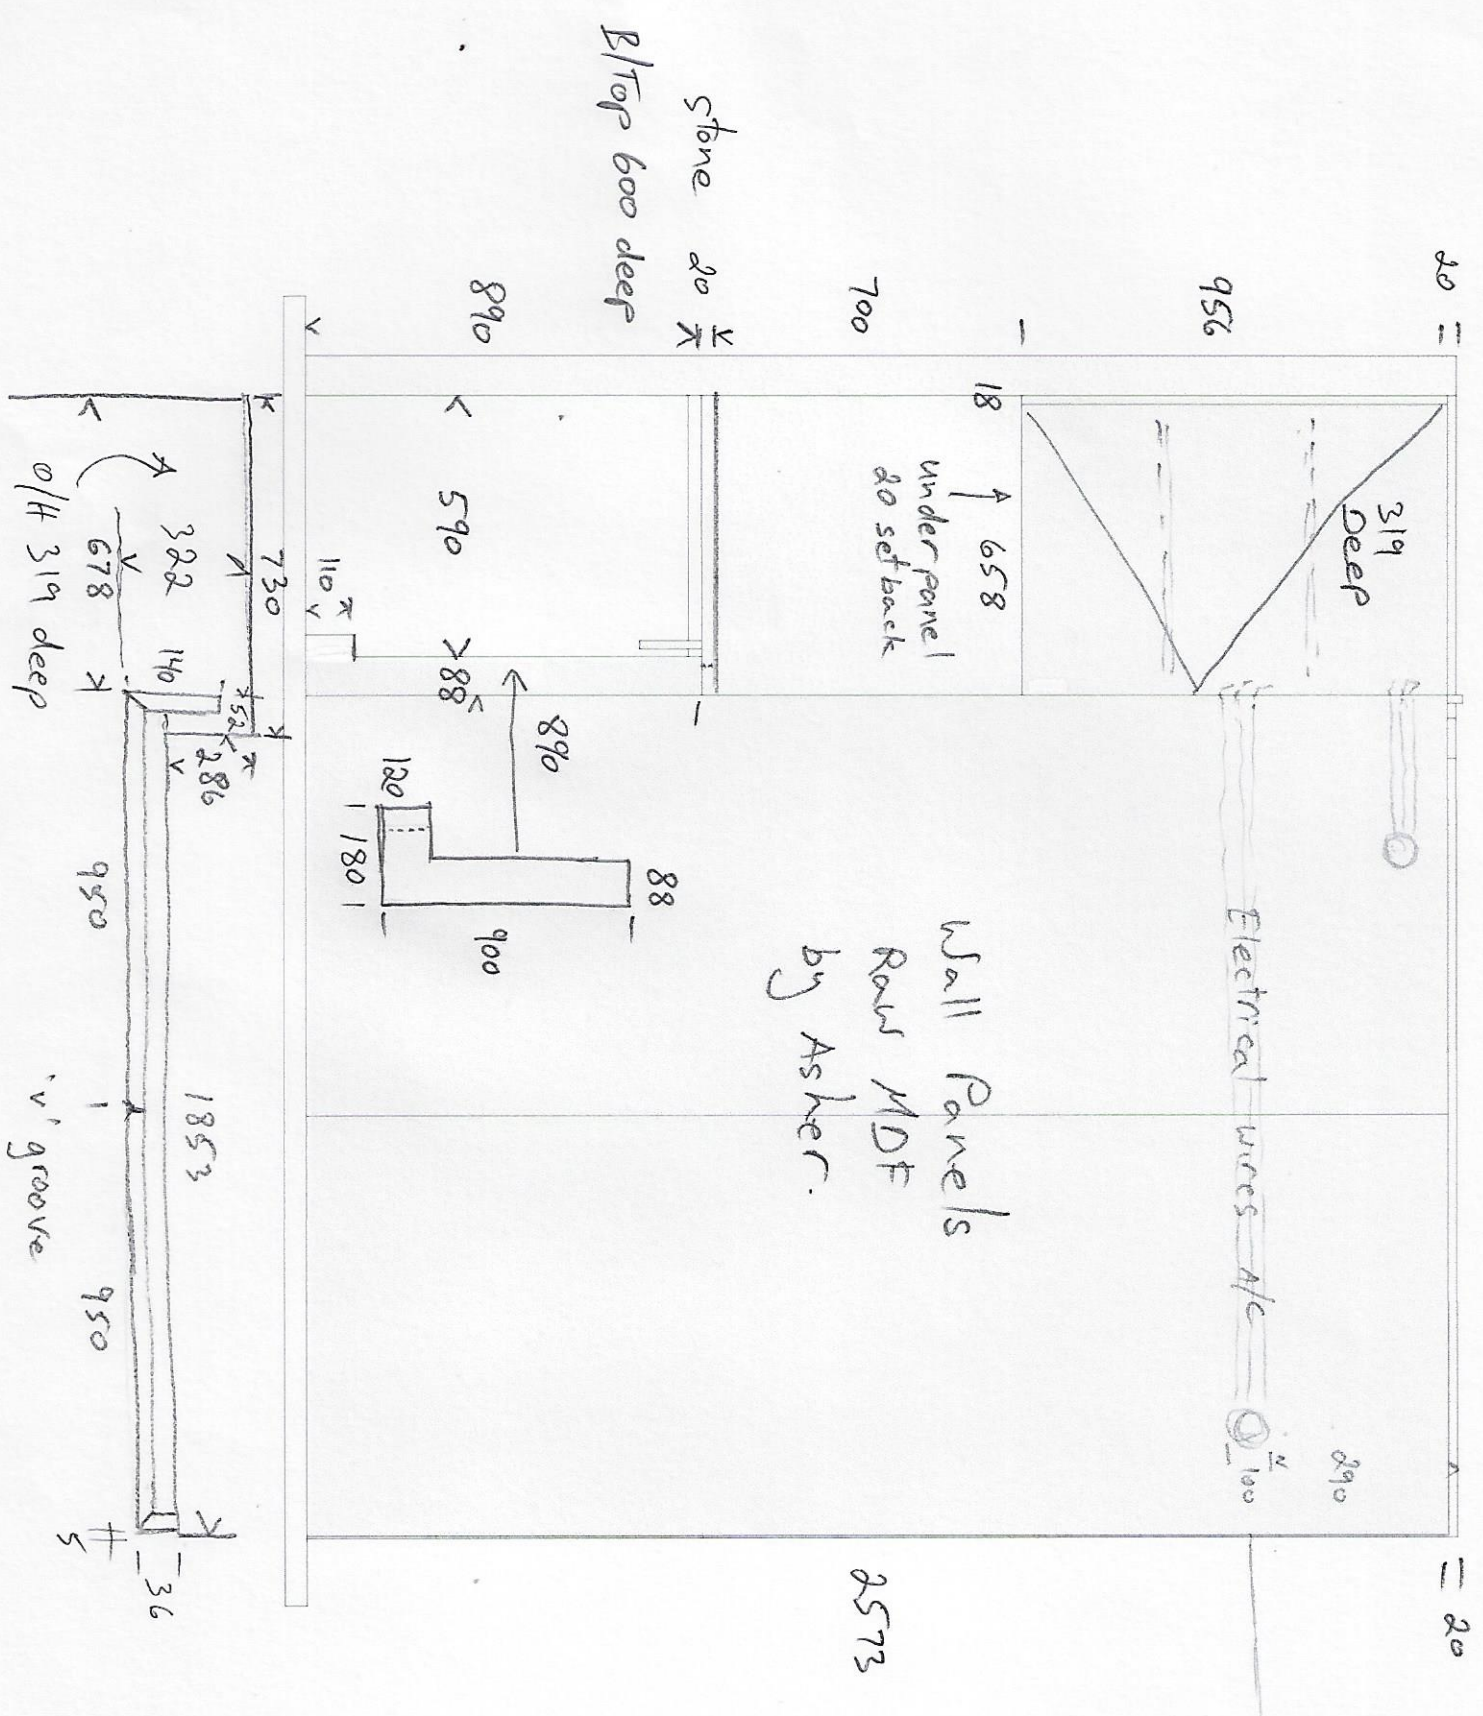 20 =
956
700
stone 20
B/Top 600 deep
890
319
Deep
18
658
under panel
20 setback
590
88
110
890
88
120
180
900
Electrical wires A/C
290
100
Wall Panels
Raw MDF
by Asher.
= 20
2573
730
322
140
52
286
678
O/H 319 deep
1853
950
950
'v' groove
5
36